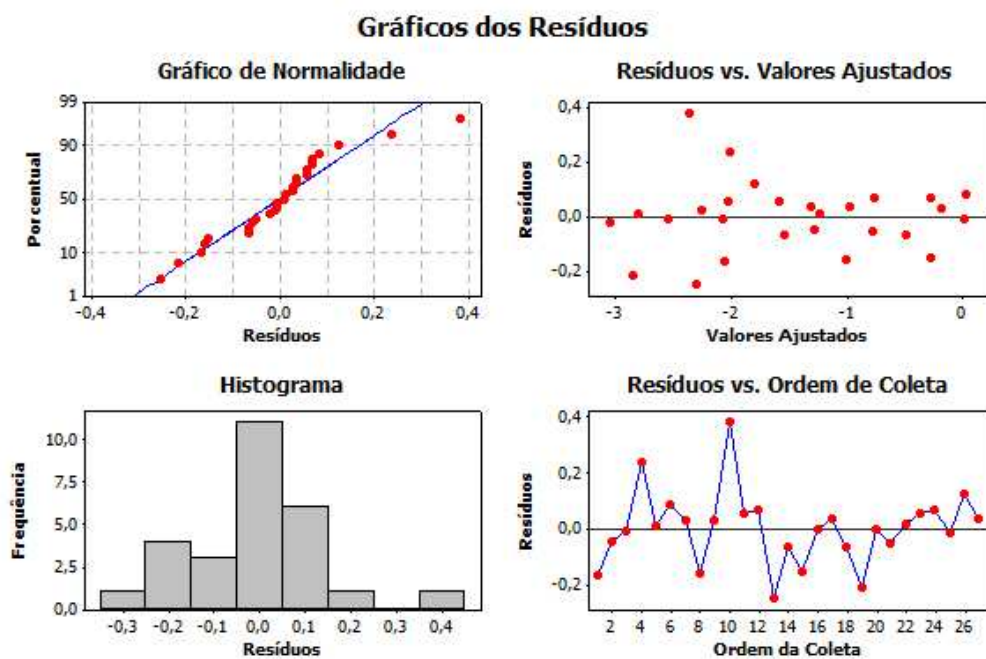 Gráficos dos Resíduos
Gráfico de Normalidade
Porcentual
99
90
50
10
1
-0,4 -0,2 0,0 0,2 0,4
Resíduos
Resíduos vs. Valores Ajustados
Resíduos
0,4
0,2
0,0
-0,2
-3 -2 -1 0
Valores Ajustados
Histograma
Frequência
10,0
7,5
5,0
2,5
0,0
-0,3 -0,2 -0,1 0,0 0,1 0,2 0,3 0,4
Resíduos
Resíduos vs. Ordem de Coleta
Resíduos
0,4
0,2
0,0
-0,2
2 4 6 8 10 12 14 16 18 20 22 24 26
Ordem da Coleta